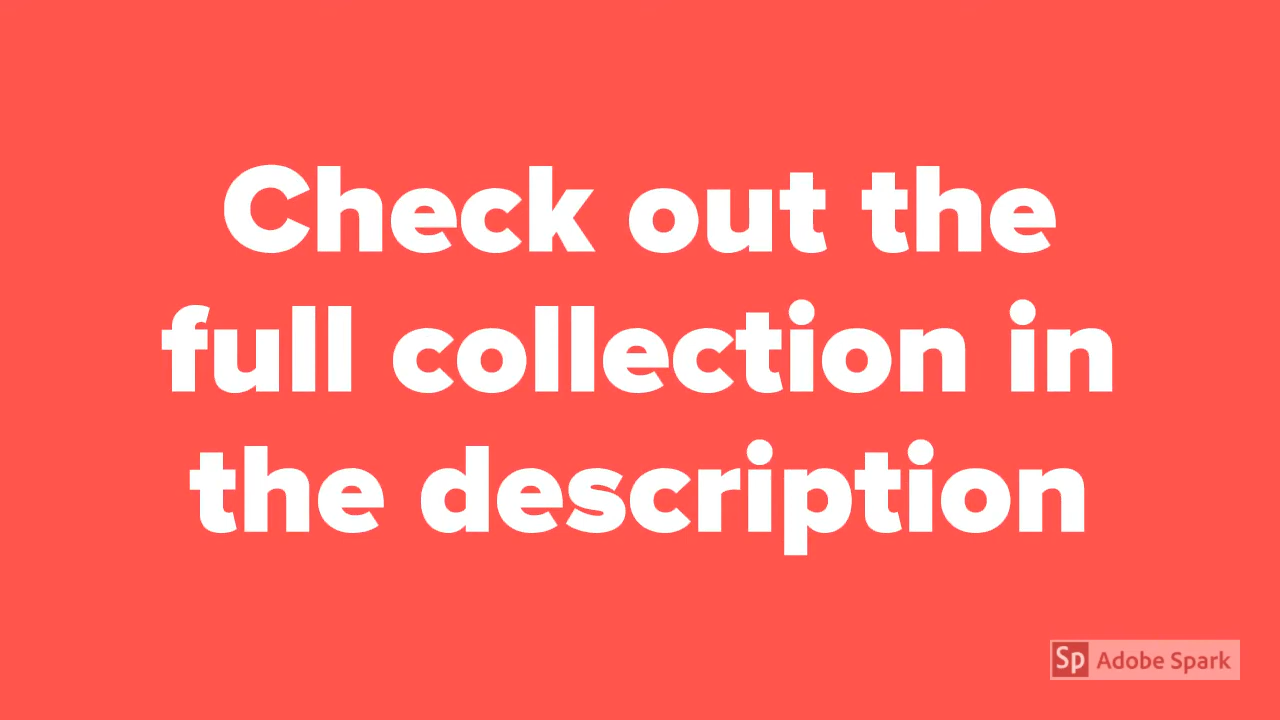 Check out the
full collection in
the description
Sp Adobe Spark